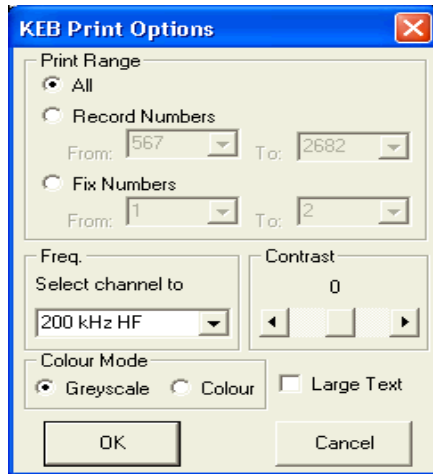 KEB Print Options
Print Range
All
Record Numbers
From: 567 To: 2682
Fix Numbers
From: 1 To: 2
Freq.
Select channel to
200 kHz HF
Contrast
0
Colour Mode
Greyscale Colour
Large Text
OK Cancel